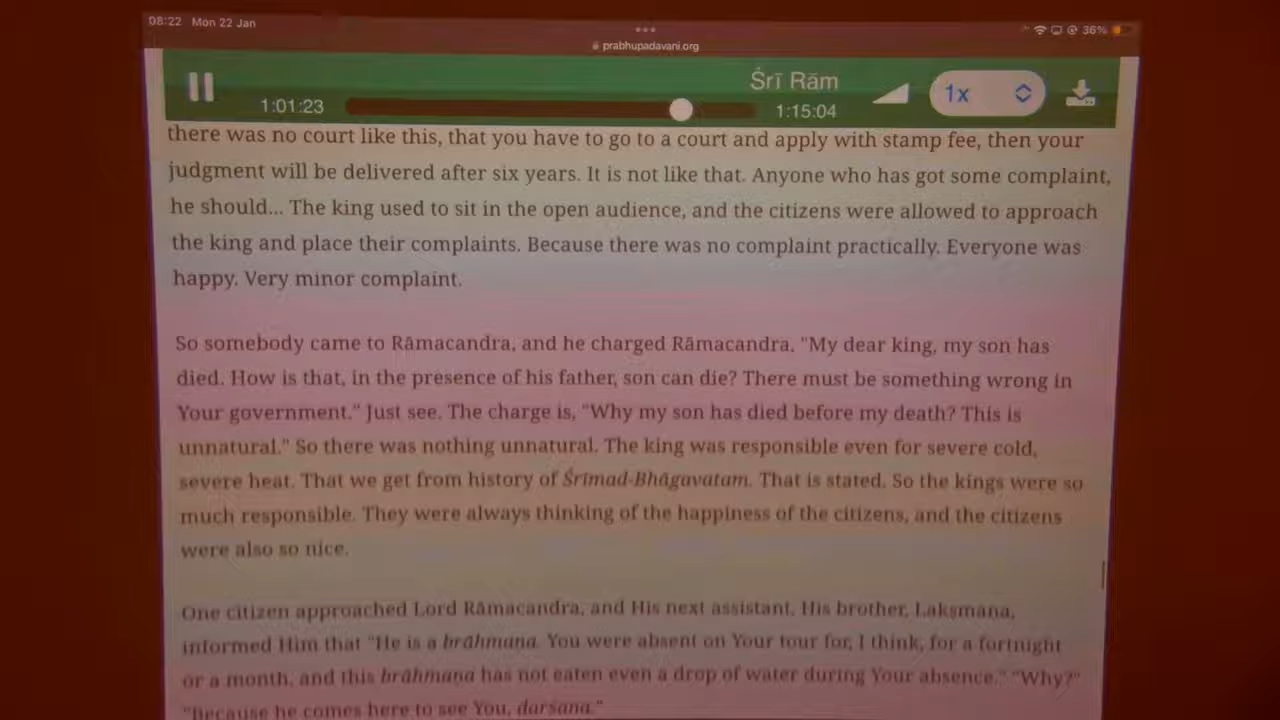 08:22 Mon 22 Jan
36%
prabhupadavani.org
Śrī Rām
1:01:23
1:15:04
1x
there was no court like this, that you have to go to a court and apply with stamp fee, then your
judgment will be delivered after six years. It is not like that. Anyone who has got some complaint,
he should... The king used to sit in the open audience, and the citizens were allowed to approach
the king and place their complaints. Because there was no complaint practically. Everyone was
happy. Very minor complaint.
So somebody came to Rāmacandra, and he charged Rāmacandra, "My dear king, my son has
died. How is that, in the presence of his father, son can die? There must be something wrong in
Your government." Just see. The charge is, "Why my son has died before my death? This is
unnatural." So there was nothing unnatural. The king was responsible even for severe cold,
severe heat. That we get from history of Śrīmad-Bhāgavatam. That is stated. So the kings were so
much responsible. They were always thinking of the happiness of the citizens, and the citizens
were also so nice.
One citizen approached Lord Rāmacandra, and His next assistant, His brother, Lakṣmaṇa,
informed Him that "He is a brāhmaṇa. You were absent on Your tour for, I think, for a fortnight
or a month, and this brāhmaṇa has not eaten even a drop of water during Your absence." "Why?"
"Because he comes here to see You, darśana."